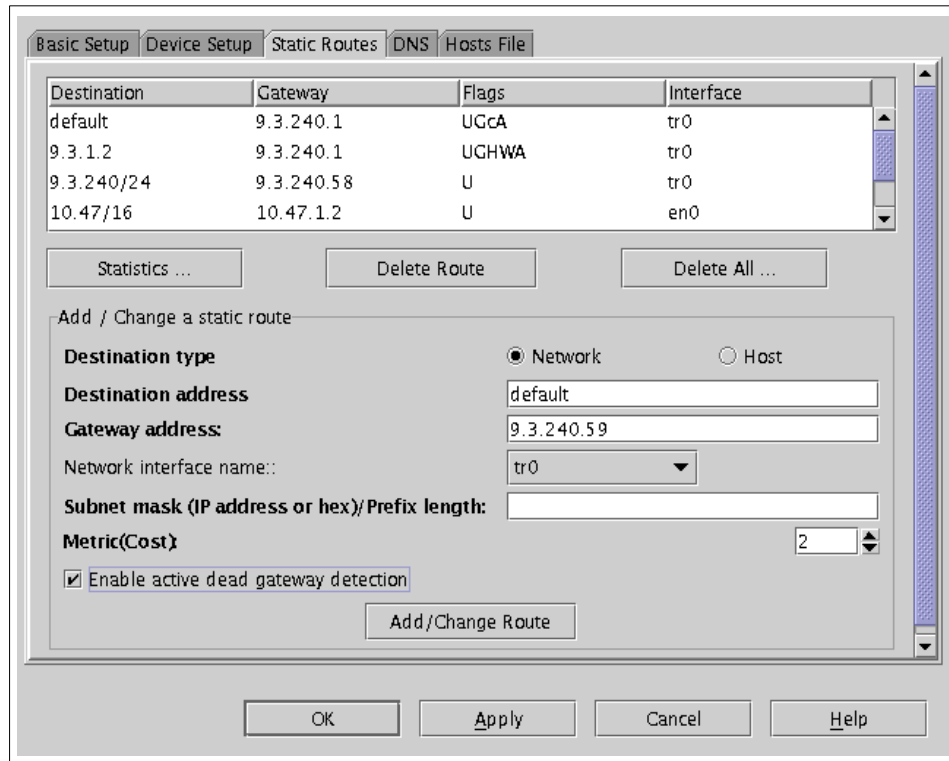 Basic Setup Device Setup Static Routes DNS Hosts File
Destination Gateway Flags Interface
default 9.3.240.1 UGcA tr0
9.3.1.2 9.3.240.1 UGHWA tr0
9.3.240/24 9.3.240.58 U tr0
10.47/16 10.47.1.2 U en0
Statistics ... Delete Route Delete All ...
Add / Change a static route
Destination type Network Host
Destination address default
Gateway address: 9.3.240.59
Network interface name:: tr0
Subnet mask (IP address or hex)/Prefix length:
Metric(Cost): 2
Enable active dead gateway detection
Add/Change Route
OK Apply Cancel Help